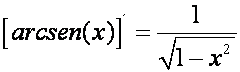 [arcsen(x)]' = 1/√(1 − x²)